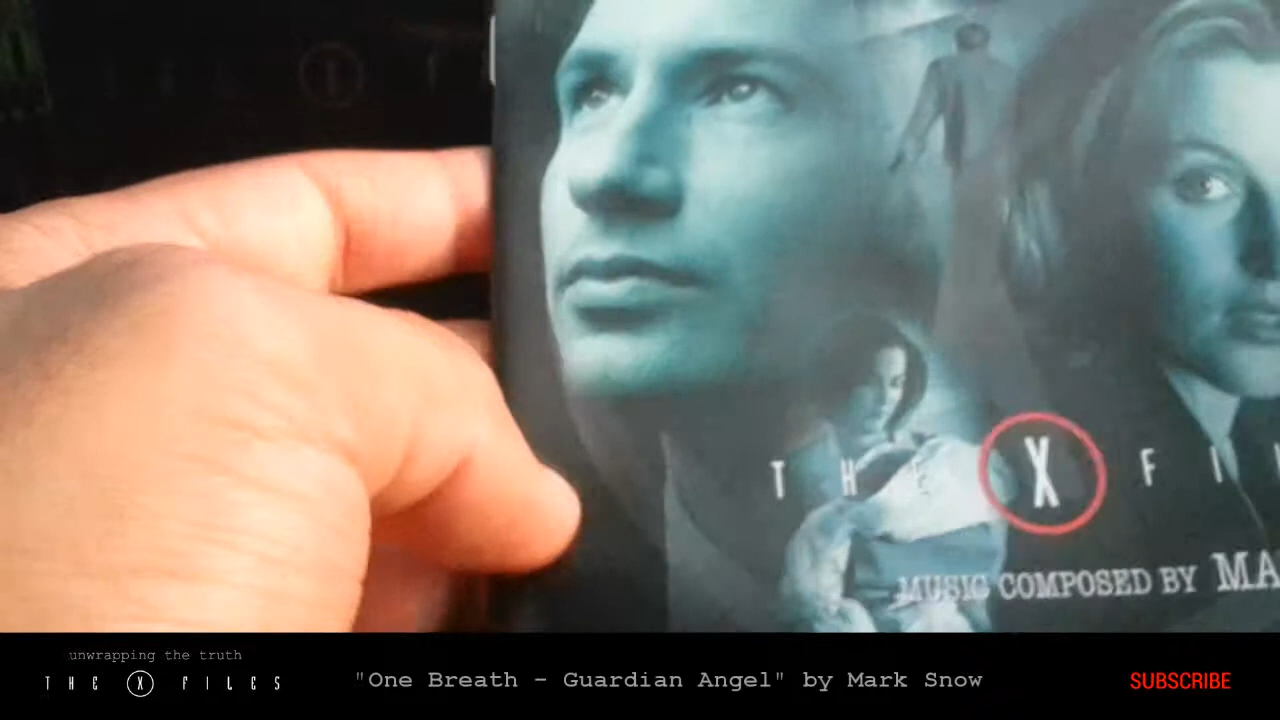 THE X FI
MUSIC COMPOSED BY MA
unwrapping the truth
THE X FILES
"One Breath - Guardian Angel" by Mark Snow
SUBSCRIBE